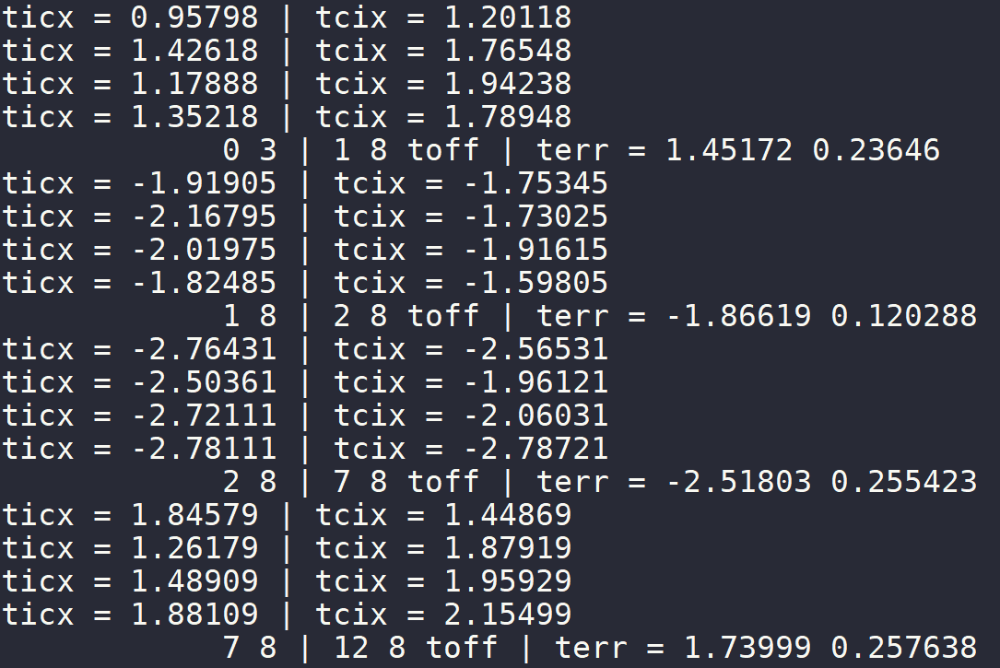 ticx = 0.95798 | tcix = 1.20118
ticx = 1.42618 | tcix = 1.76548
ticx = 1.17888 | tcix = 1.94238
ticx = 1.35218 | tcix = 1.78948
            0 3 | 1 8 toff | terr = 1.45172 0.23646
ticx = -1.91905 | tcix = -1.75345
ticx = -2.16795 | tcix = -1.73025
ticx = -2.01975 | tcix = -1.91615
ticx = -1.82485 | tcix = -1.59805
            1 8 | 2 8 toff | terr = -1.86619 0.120288
ticx = -2.76431 | tcix = -2.56531
ticx = -2.50361 | tcix = -1.96121
ticx = -2.72111 | tcix = -2.06031
ticx = -2.78111 | tcix = -2.78721
            2 8 | 7 8 toff | terr = -2.51803 0.255423
ticx = 1.84579 | tcix = 1.44869
ticx = 1.26179 | tcix = 1.87919
ticx = 1.48909 | tcix = 1.95929
ticx = 1.88109 | tcix = 2.15499
            7 8 | 12 8 toff | terr = 1.73999 0.257638